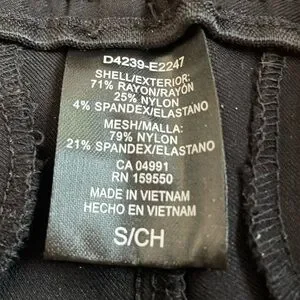 D4239-E2247
SHELL/EXTERIOR:
71% RAYON/RAYÓN
25% NYLON
4% SPANDEX/ELASTANO
MESH/MALLA:
79% NYLON
21% SPANDEX/ELASTANO
CA 04991
RN 159550
MADE IN VIETNAM
HECHO EN VIETNAM
S/CH